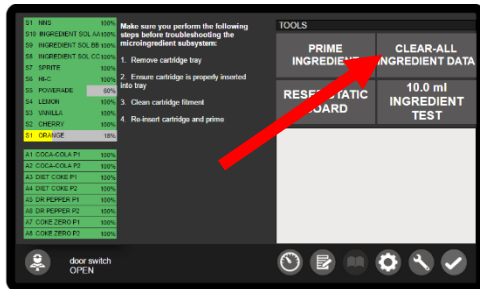 S1 NNS 100%
S10 INGREDIENT SOL AA 100%
S9 INGREDIENT SOL BB 100%
S8 INGREDIENT SOL CC 100%
S7 SPRITE 100%
S6 HI-C 100%
S5 POWERADE 80%
S4 LEMON 100%
S3 VANILLA 100%
S2 CHERRY 100%
S1 ORANGE 18%
A1 COCA-COLA P1 100%
A2 COCA-COLA P2 100%
A3 DIET COKE P1 100%
A4 DIET COKE P2 100%
A5 DR PEPPER P1 100%
A6 DR PEPPER P2 100%
A7 COKE ZERO P1 100%
A8 COKE ZERO P2 100%
Make sure you perform the following
steps before troubleshooting the
microingredient subsystem:
1. Remove cartridge tray
2. Ensure cartridge is properly inserted
into tray
3. Clean cartridge fitment
4. Re-insert cartridge and prime
TOOLS
PRIME
INGREDIENT
CLEAR-ALL
INGREDIENT DATA
10.0 ml
INGREDIENT
TEST
door switch
OPEN